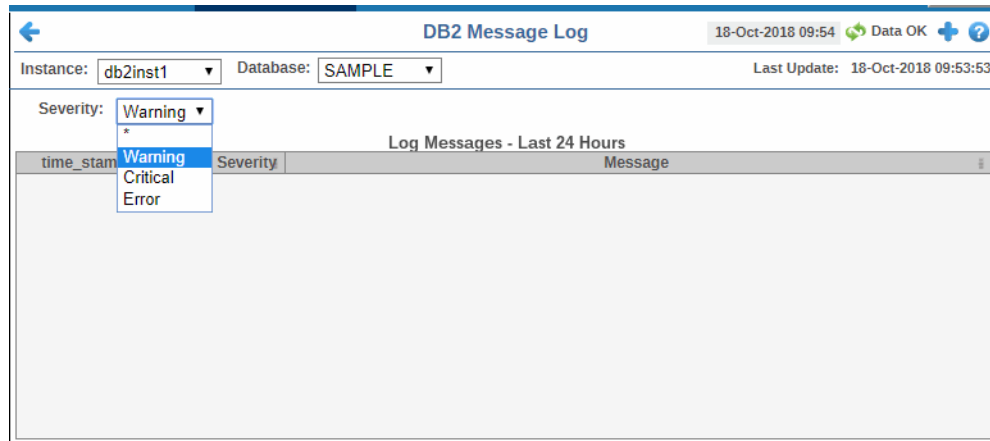 DB2 Message Log 18-Oct-2018 09:54 Data OK
Instance: db2inst1 Database: SAMPLE Last Update: 18-Oct-2018 09:53:53
Severity: Warning
*
Log Messages - Last 24 Hours
time_stam Severity Message
Warning
Critical
Error